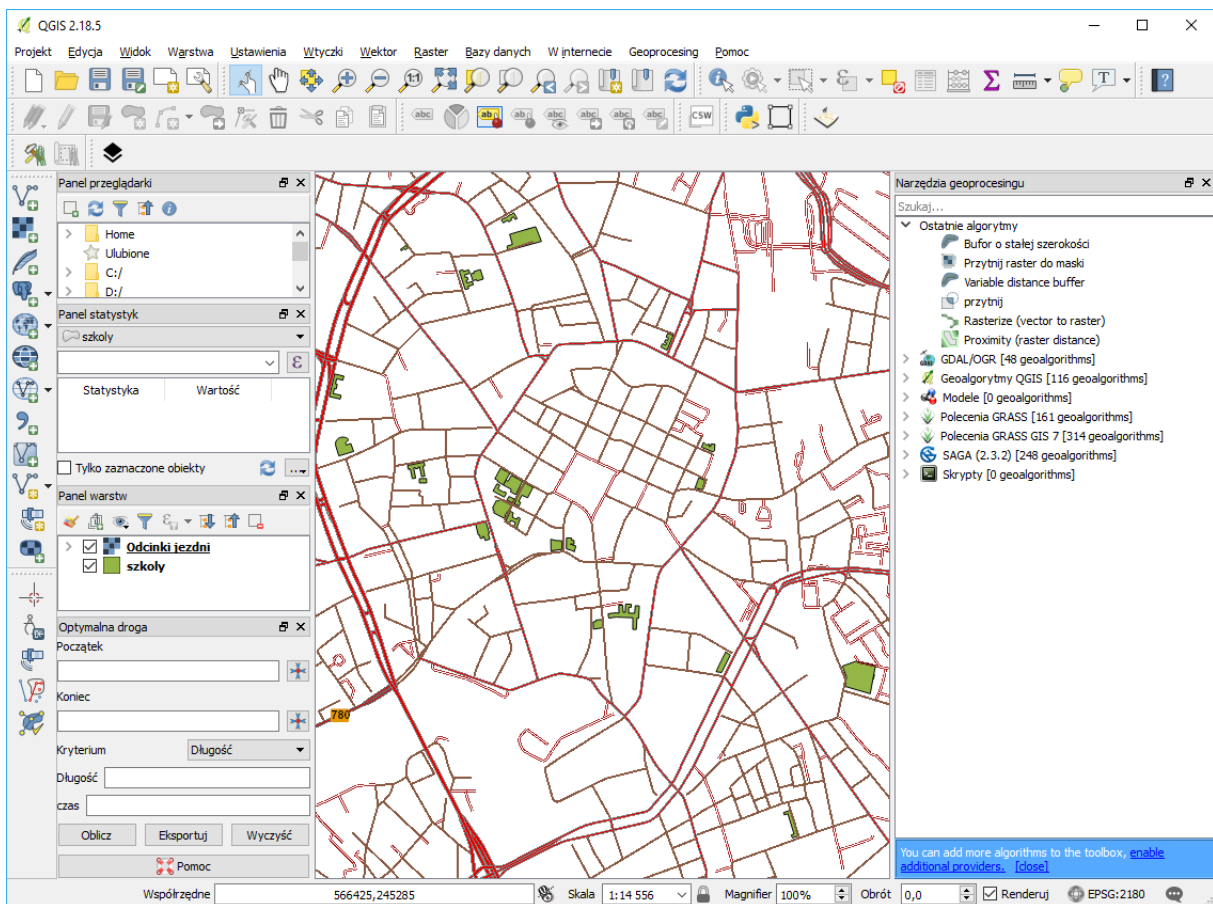 QGIS 2.18.5
Projekt Edycja Widok Warstwa Ustawienia Wtyczki Wektor Raster Bazy danych W internecie Geoprocesing Pomoc
1:1
T
?
abc
abc
CSW
Panel przeglądarki
Home
Ulubione
C:/
D:/
Panel statystyk
szkoly
ε
Statystyka Wartość
Tylko zaznaczone obiekty
...
Panel warstw
Odcinki jezdni
szkoly
Optymalna droga
Początek
Koniec
Kryterium Długość
Długość
czas
Oblicz Eksportuj Wyczyść
Pomoc
780
Narzędzia geoprocesingu
Szukaj...
Ostatnie algorytmy
Bufor o stałej szerokości
Przytnij raster do maski
Variable distance buffer
przytnij
Rasterize (vector to raster)
Proximity (raster distance)
GDAL/OGR [48 geoalgorithms]
Geoalgorytmy QGIS [116 geoalgorithms]
Modele [0 geoalgorithms]
Polecenia GRASS [161 geoalgorithms]
Polecenia GRASS GIS 7 [314 geoalgorithms]
SAGA (2.3.2) [248 geoalgorithms]
Skrypty [0 geoalgorithms]
You can add more algorithms to the toolbox, enable
additional providers. [close]
Współrzędne 566425,245285 Skala 1:14 556 Magnifier 100% Obrót 0,0 Renderuj EPSG:2180